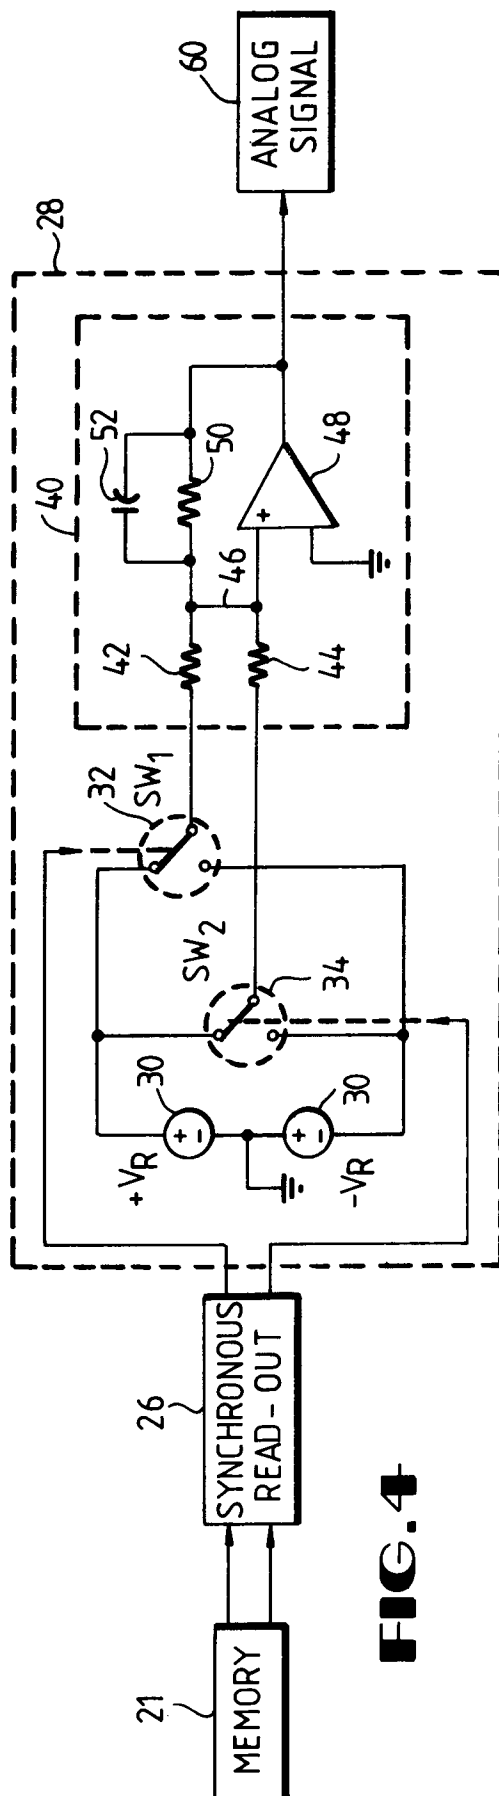 21
MEMORY
26
SYNCHRONOUS
READ-OUT
28
+VR
30
30
-VR
SW2
34
32
SW1
40
42
44
46
52
50
+
48
60
ANALOG
SIGNAL
+
-
+
-
FIG.4